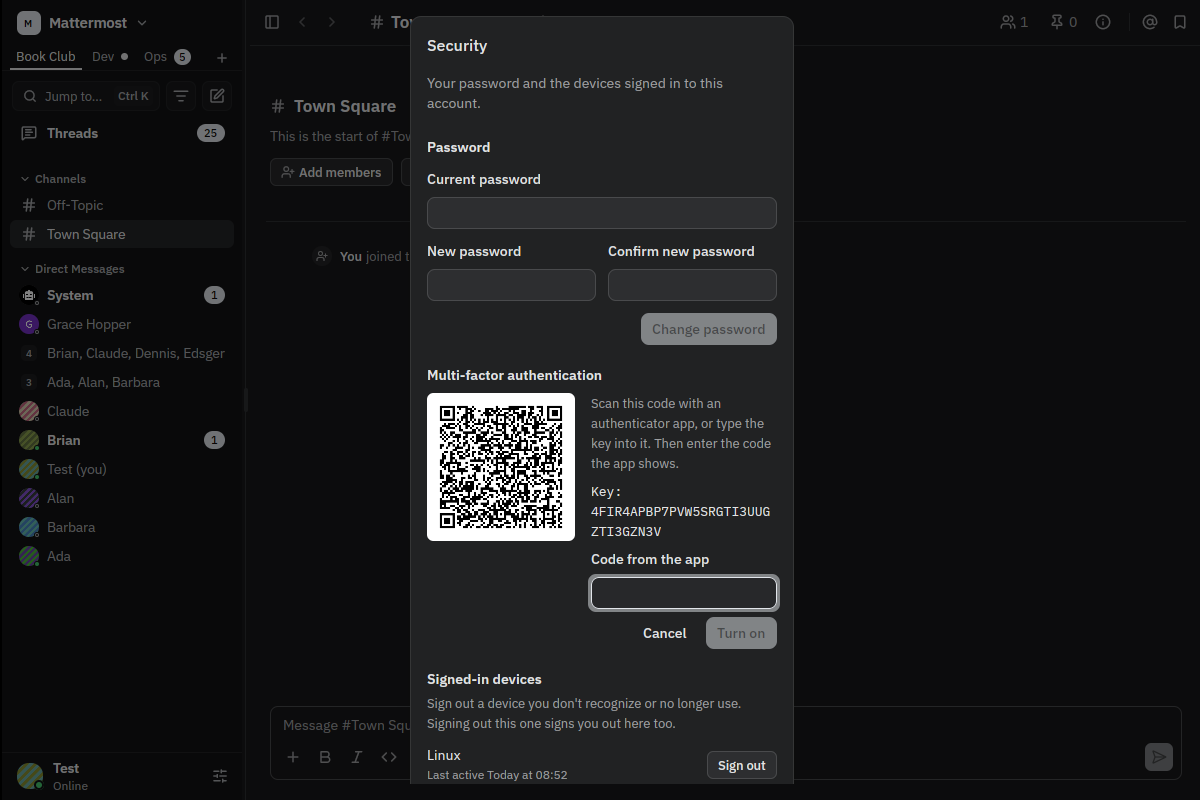 M Mattermost
Book Club Dev Ops 5
Jump to... Ctrl K
Threads 25
Channels
Off-Topic
Town Square
Direct Messages
System 1
G Grace Hopper
4 Brian, Claude, Dennis, Edsger
3 Ada, Alan, Barbara
Claude
Brian 1
Test (you)
Alan
Barbara
Ada
Test
Online
# To
1
0
# Town Square
This is the start of #Tow
Add members
You joined t
Message #Town Squ
B I <>
Security
Your password and the devices signed in to this
account.
Password
Current password
New password Confirm new password
Change password
Multi-factor authentication
Scan this code with an
authenticator app, or type the
key into it. Then enter the code
the app shows.
Key:
4FIR4APBP7PVW5SRGTI3UUG
ZTI3GZN3V
Code from the app
Cancel Turn on
Signed-in devices
Sign out a device you don't recognize or no longer use.
Signing out this one signs you out here too.
Linux
Last active Today at 08:52
Sign out